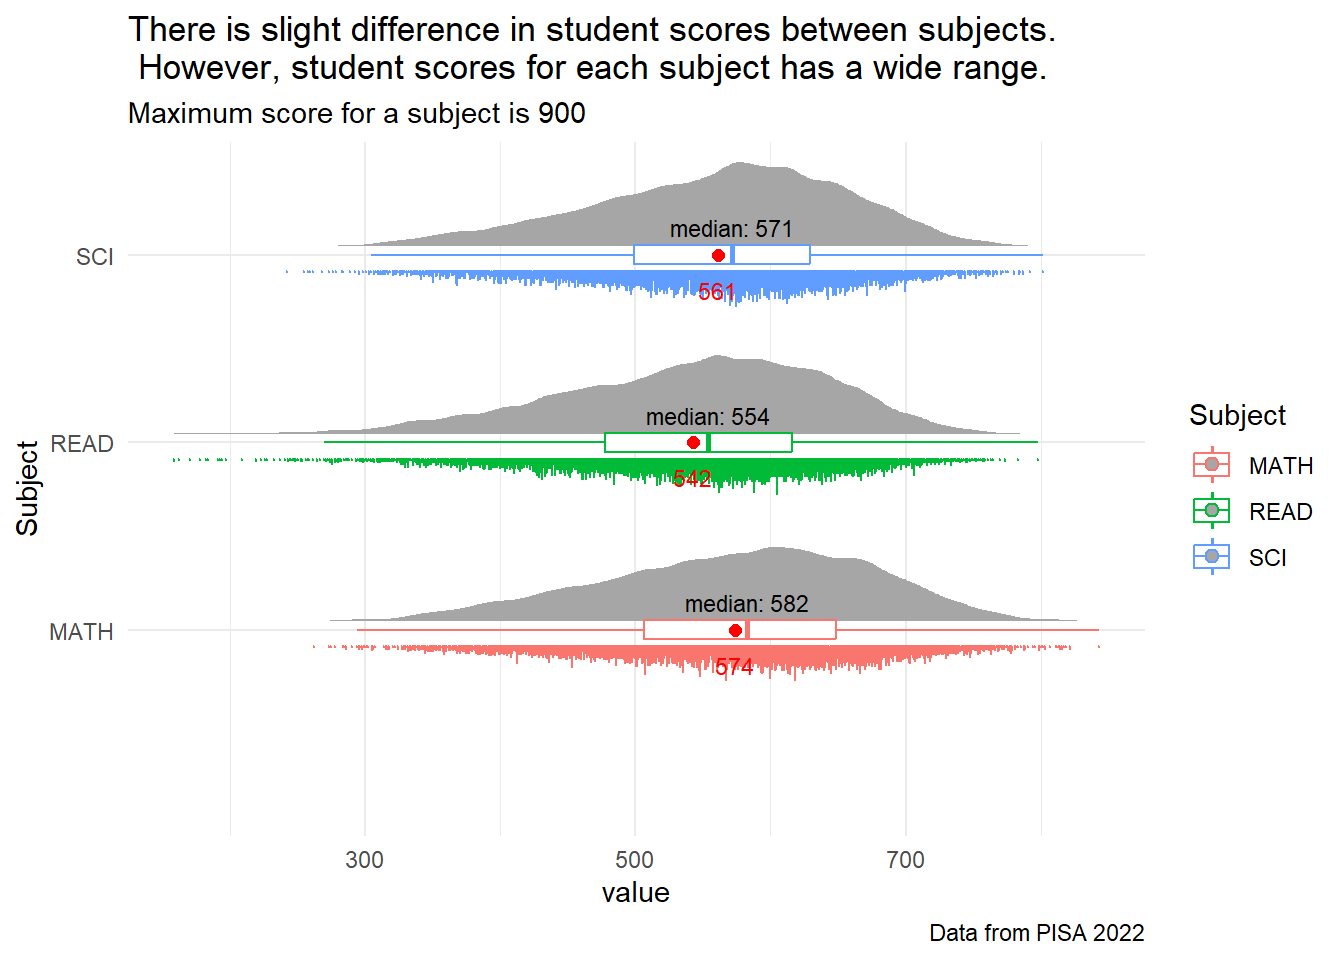 There is slight difference in student scores between subjects.
However, student scores for each subject has a wide range.
Maximum score for a subject is 900
median: 571
SCI
561
median: 554
READ
542
median: 582
MATH
574
Subject
300
500
700
value
Subject
MATH
READ
SCI
Data from PISA 2022